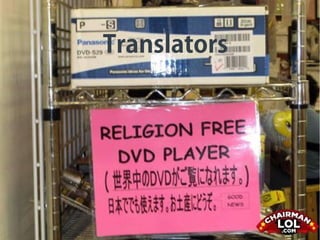 P - S
Panasonic
Translators
DVD-S29
RELIGION FREE
DVD PLAYER
(世界中のDVDがご覧になれます。)
日本ででも使えます。お土産にどうぞ。
GOOD
NEWS
CHAIRMAN
LOL
.COM